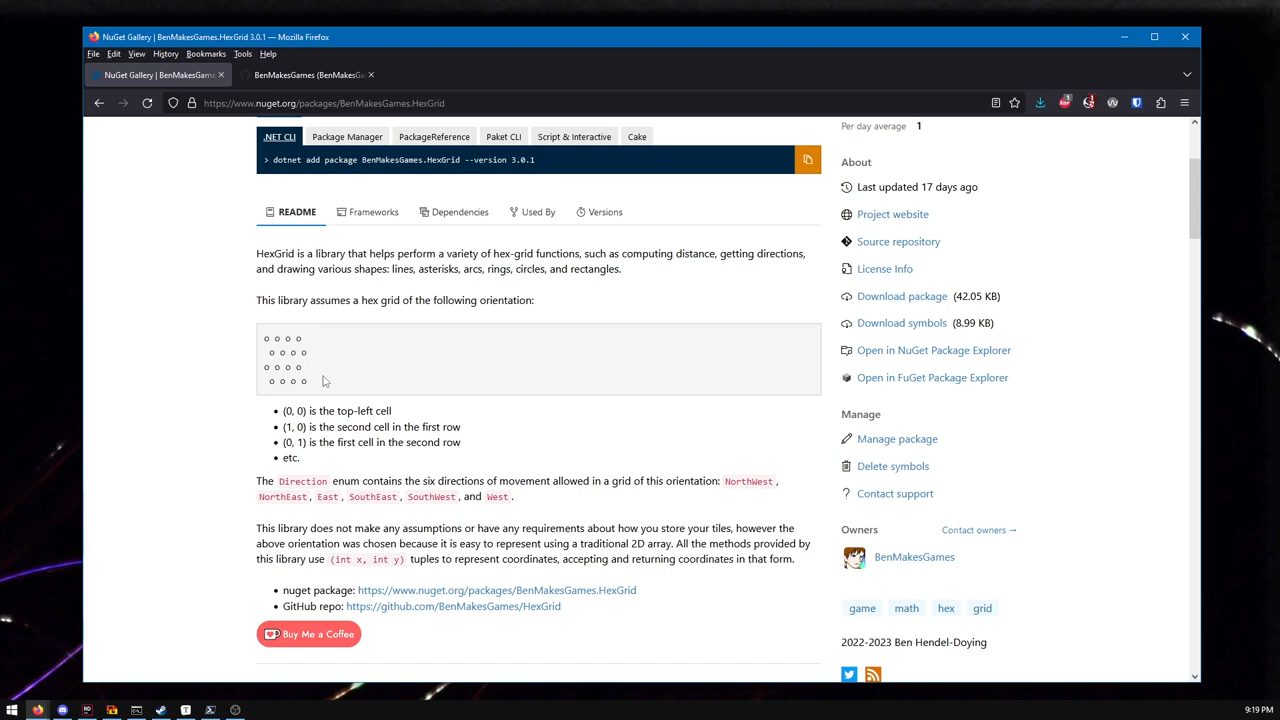 NuGet Gallery | BenMakesGames.HexGrid 3.0.1 — Mozilla Firefox
File Edit View History Bookmarks Tools Help
NuGet Gallery | BenMakesGame
BenMakesGames (BenMakesGa
https://www.nuget.org/packages/BenMakesGames.HexGrid
1
1
.NET CLI
Package Manager
PackageReference
Paket CLI
Script & Interactive
Cake
> dotnet add package BenMakesGames.HexGrid --version 3.0.1
README
Frameworks
Dependencies
Used By
Versions
HexGrid is a library that helps perform a variety of hex-grid functions, such as computing distance, getting directions,
and drawing various shapes: lines, asterisks, arcs, rings, circles, and rectangles.
This library assumes a hex grid of the following orientation:
o o o o
o o o o
o o o o
o o o o
• (0, 0) is the top-left cell
• (1, 0) is the second cell in the first row
• (0, 1) is the first cell in the second row
• etc.
The Direction enum contains the six directions of movement allowed in a grid of this orientation: NorthWest,
NorthEast, East, SouthEast, SouthWest, and West.
This library does not make any assumptions or have any requirements about how you store your tiles, however the
above orientation was chosen because it is easy to represent using a traditional 2D array. All the methods provided by
this library use (int x, int y) tuples to represent coordinates, accepting and returning coordinates in that form.
• nuget package: https://www.nuget.org/packages/BenMakesGames.HexGrid
• GitHub repo: https://github.com/BenMakesGames/HexGrid
Buy Me a Coffee
Per day average 1
About
Last updated 17 days ago
Project website
Source repository
License Info
Download package (42.05 KB)
Download symbols (8.99 KB)
Open in NuGet Package Explorer
Open in FuGet Package Explorer
Manage
Manage package
Delete symbols
Contact support
Owners
Contact owners →
BenMakesGames
game
math
hex
grid
2022-2023 Ben Hendel-Doying
9:19 PM